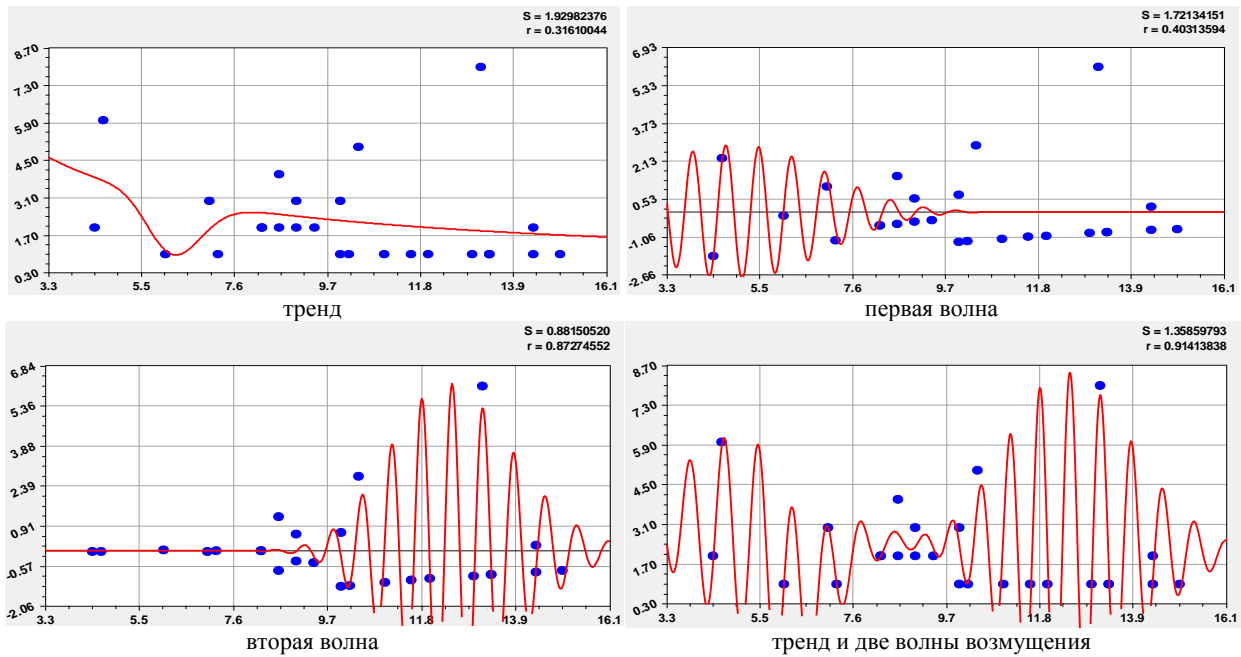 S = 1.92982376
r = 0.31610044
8.70
7.30
5.90
4.50
3.10
1.70
0.30
3.3 5.5 7.6 9.7 11.8 13.9 16.1
тренд
S = 1.72134151
r = 0.40313594
6.93
5.33
3.73
2.13
0.53
-1.06
-2.66
3.3 5.5 7.6 9.7 11.8 13.9 16.1
первая волна
S = 0.88150520
r = 0.87274552
6.84
5.36
3.88
2.39
0.91
-0.57
-2.06
3.3 5.5 7.6 9.7 11.8 13.9 16.1
вторая волна
S = 1.35859793
r = 0.91413838
8.70
7.30
5.90
4.50
3.10
1.70
0.30
3.3 5.5 7.6 9.7 11.8 13.9 16.1
тренд и две волны возмущения